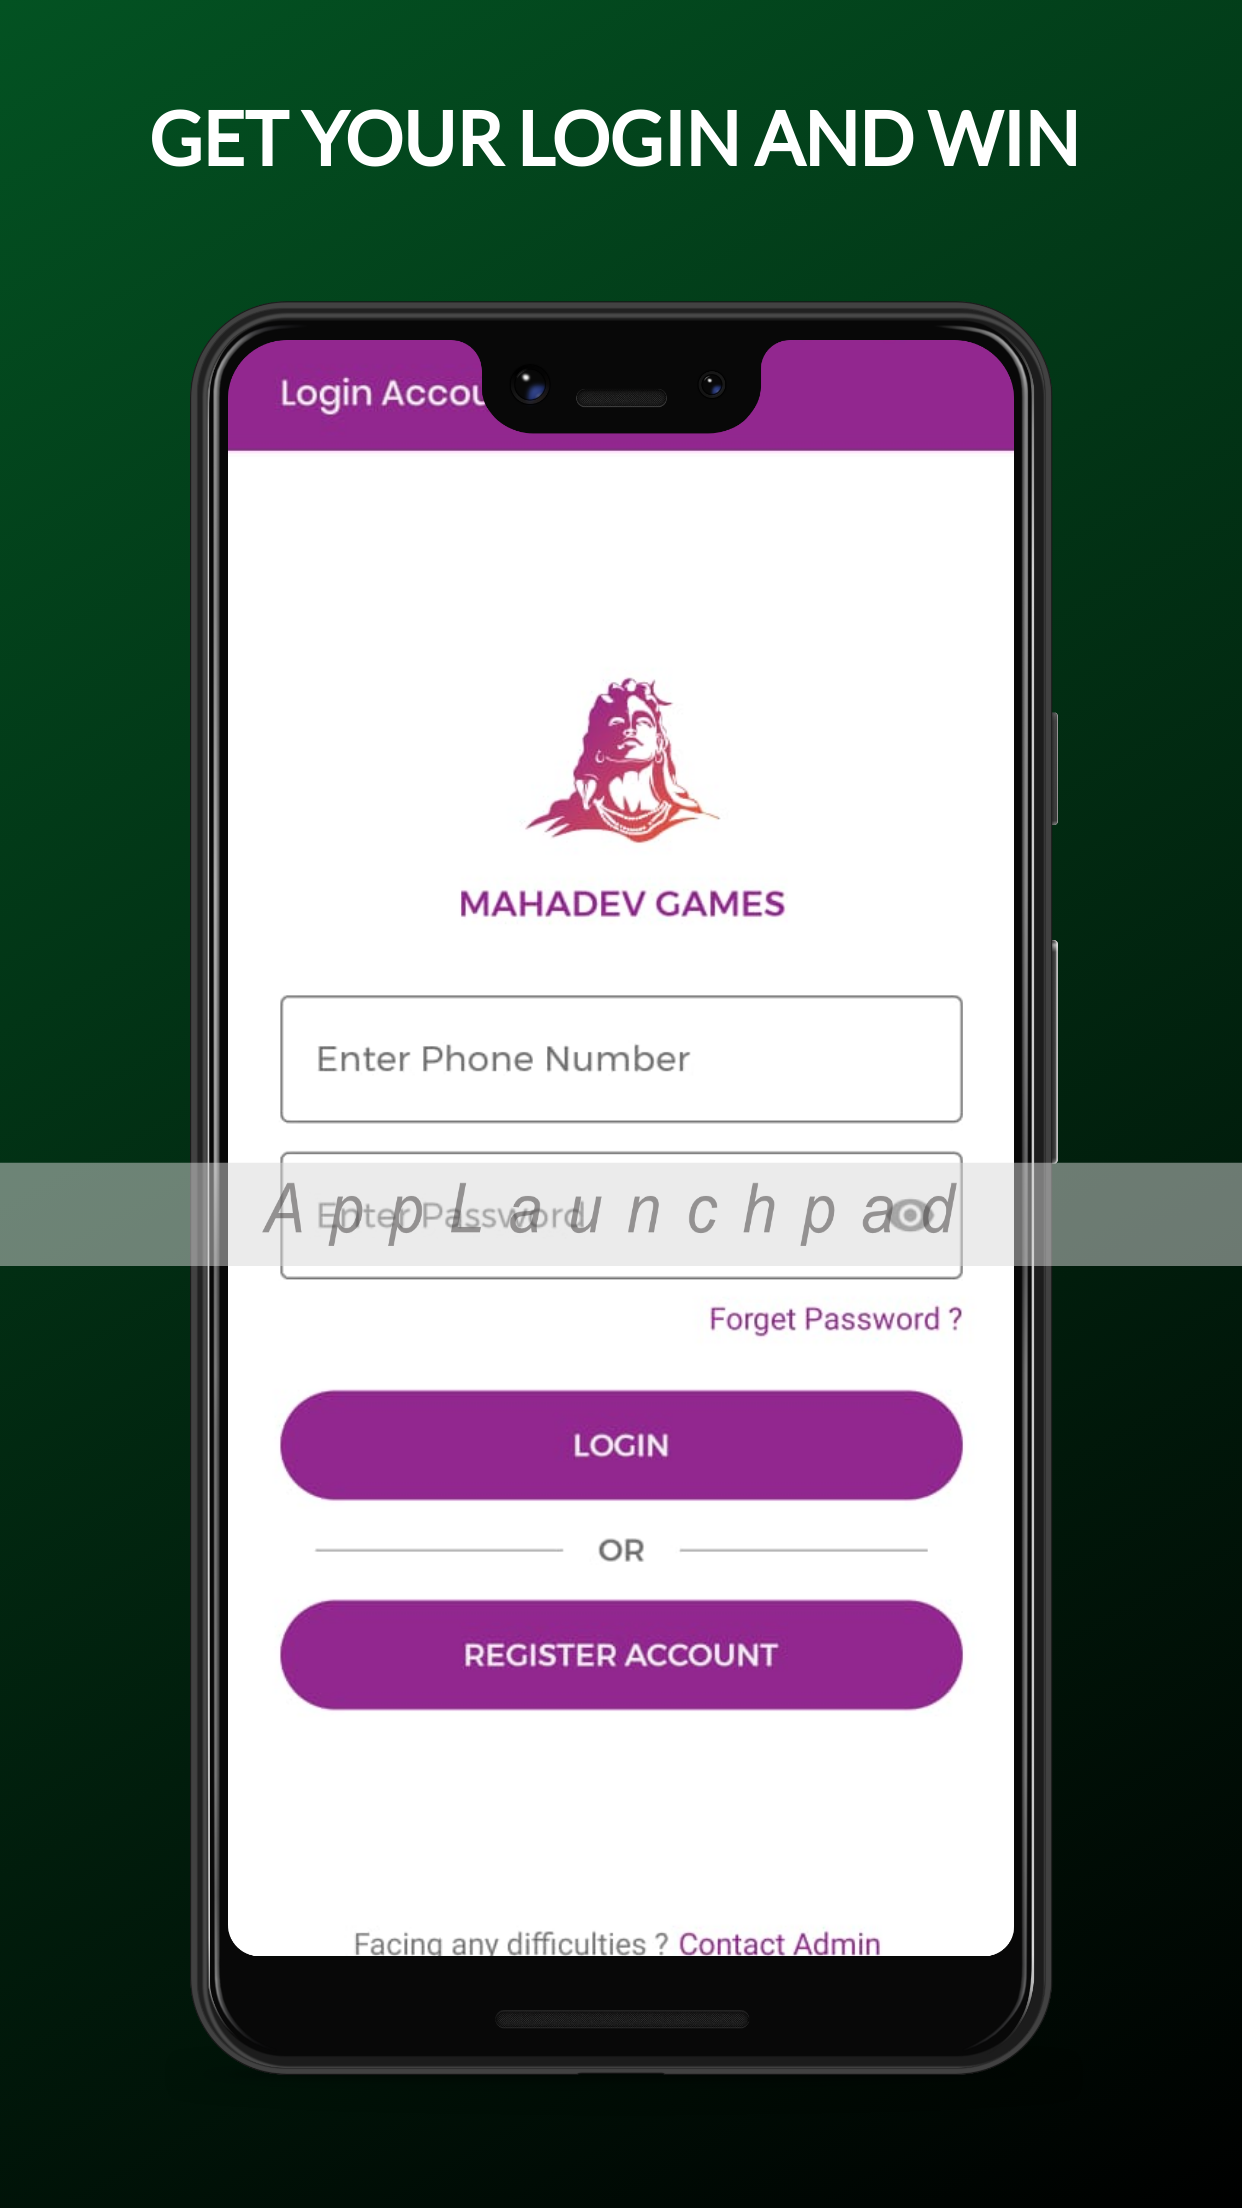 GET YOUR LOGIN AND WIN
Login Accou
MAHADEV GAMES
Enter Phone Number
Enter Password
AppLaunchpad
Forget Password ?
LOGIN
OR
REGISTER ACCOUNT
Facing any difficulties ? Contact Admin